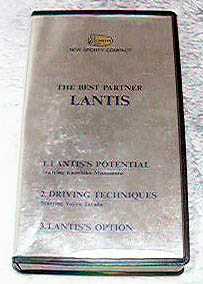 NEW SPORTY COMPACT
THE BEST PARTNER
LANTIS
1.LANTIS'S POTENTIAL
Starring
2.DRIVING TECHNIQUES
Starring
3.LANTIS'S OPTION